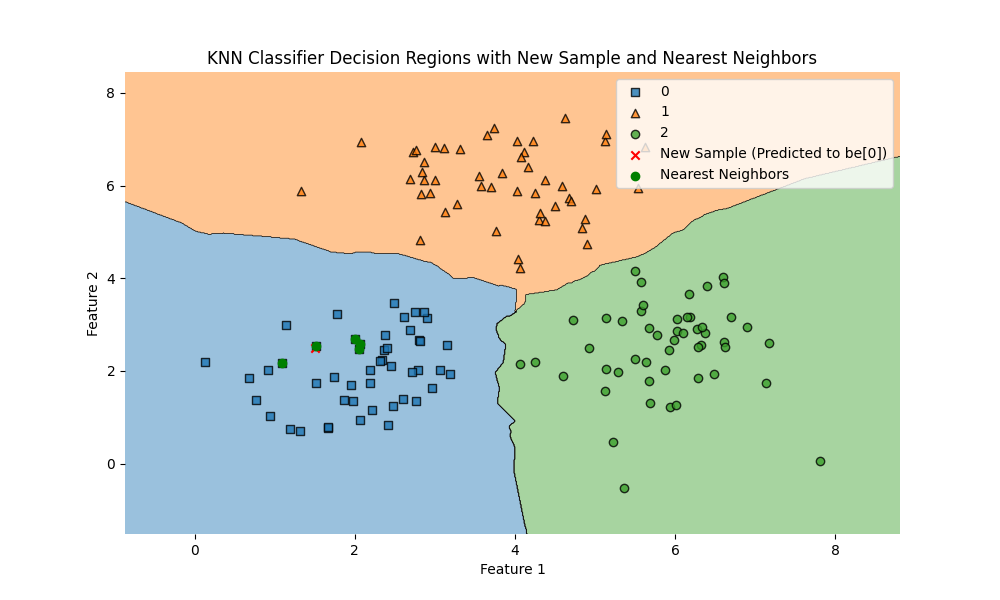 KNN Classifier Decision Regions with New Sample and Nearest Neighbors
0
1
2
New Sample (Predicted to be[0])
Nearest Neighbors
8
6
4
2
0
Feature 2
0 2 4 6 8
Feature 1